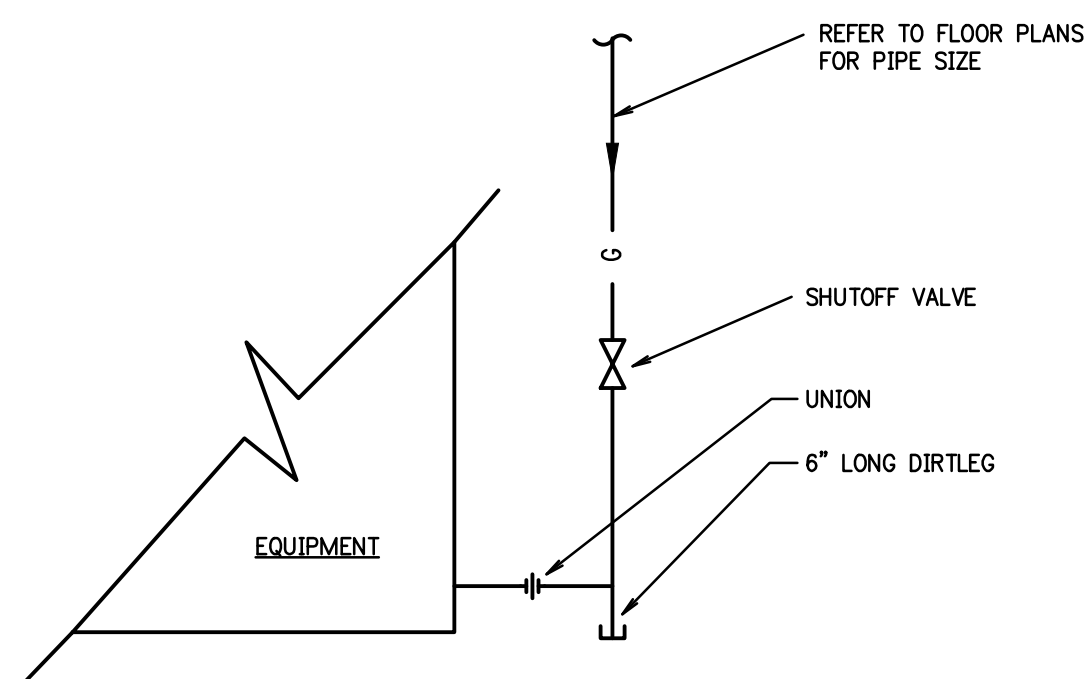 REFER TO FLOOR PLANS
FOR PIPE SIZE
G
SHUTOFF VALVE
UNION
6" LONG DIRTLEG
EQUIPMENT